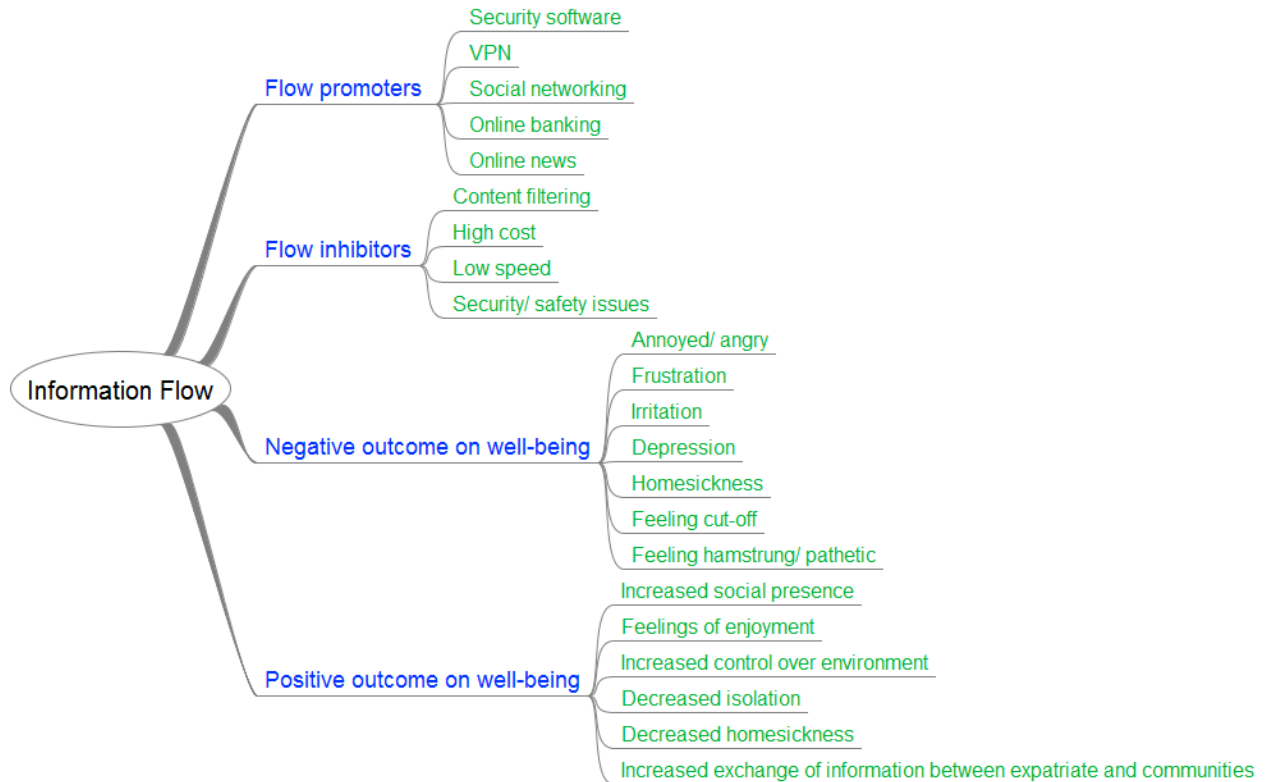 Information Flow
Flow promoters
Security software
VPN
Social networking
Online banking
Online news
Flow inhibitors
Content filtering
High cost
Low speed
Security/ safety issues
Negative outcome on well-being
Annoyed/ angry
Frustration
Irritation
Depression
Homesickness
Feeling cut-off
Feeling hamstrung/ pathetic
Positive outcome on well-being
Increased social presence
Feelings of enjoyment
Increased control over environment
Decreased isolation
Decreased homesickness
Increased exchange of information between expatriate and communities